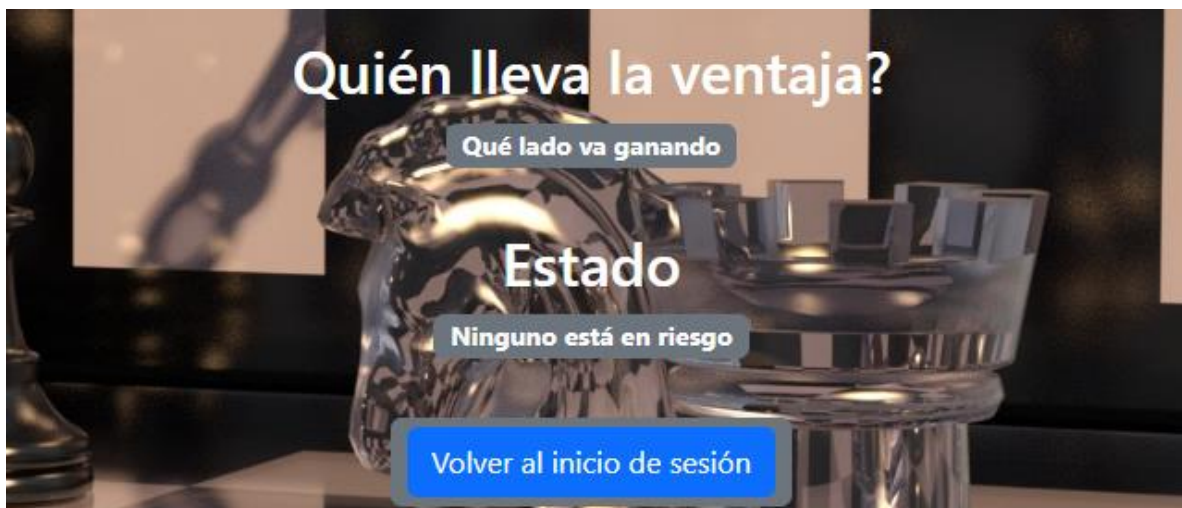 Quién lleva la ventaja?
Qué lado va ganando
Estado
Ninguno está en riesgo
Volver al inicio de sesión